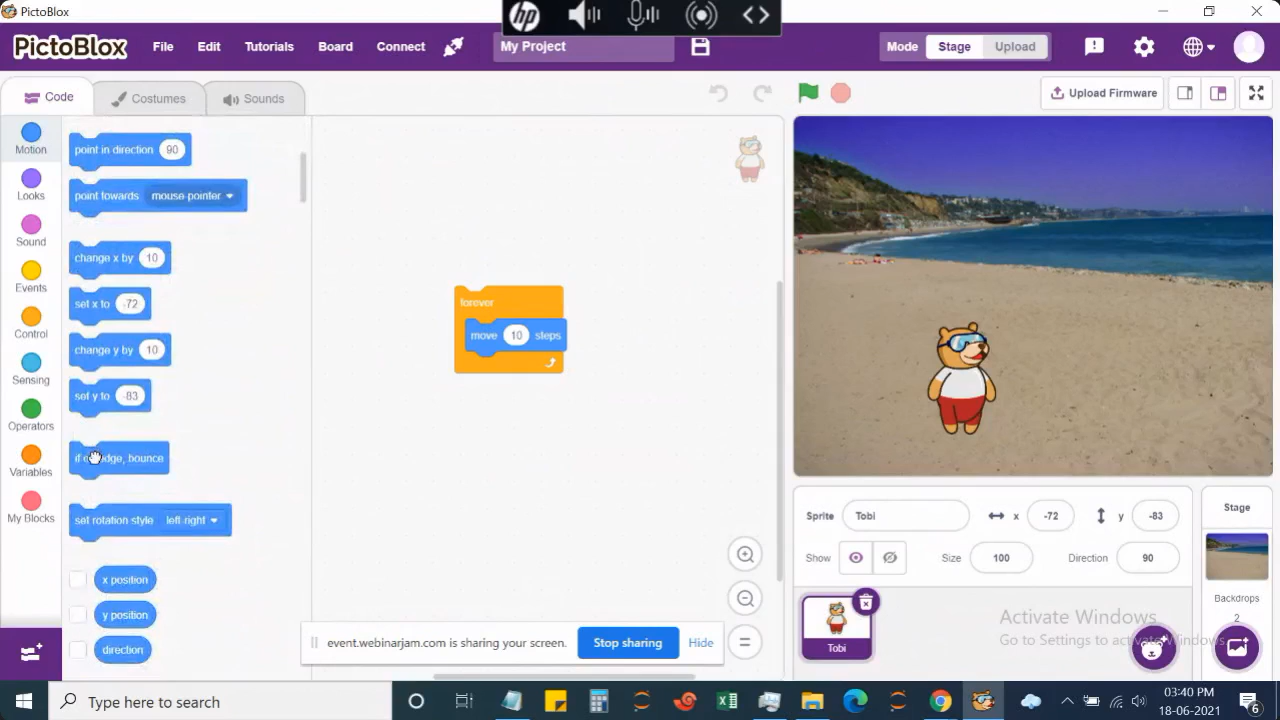 PictoBlox
hp
PictoBlox
File Edit Tutorials Board Connect
My Project
Mode Stage Upload
Code Costumes Sounds
Upload Firmware
Motion
Looks
Sound
Events
Control
Sensing
Operators
Variables
My Blocks
point in direction 90
point towards mouse pointer
change x by 10
set x to -72
change y by 10
set y to -83
if edge, bounce
set rotation style left-right
x position
y position
direction
forever
move 10 steps
Sprite Tobi x -72 y -83
Show Size 100 Direction 90
Tobi
Stage
Backdrops
2
Activate Windows
Go to Settings to activate Windows.
event.webinarjam.com is sharing your screen. Stop sharing Hide
Type here to search
03:40 PM
18-06-2021
6